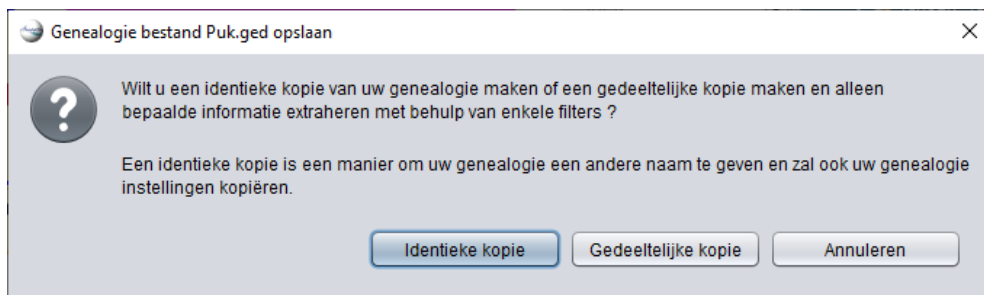 Genealogie bestand Puk.ged opslaan
Wilt u een identieke kopie van uw genealogie maken of een gedeeltelijke kopie maken en alleen
bepaalde informatie extraheren met behulp van enkele filters ?
Een identieke kopie is een manier om uw genealogie een andere naam te geven en zal ook uw genealogie
instellingen kopiëren.
Identieke kopie Gedeeltelijke kopie Annuleren